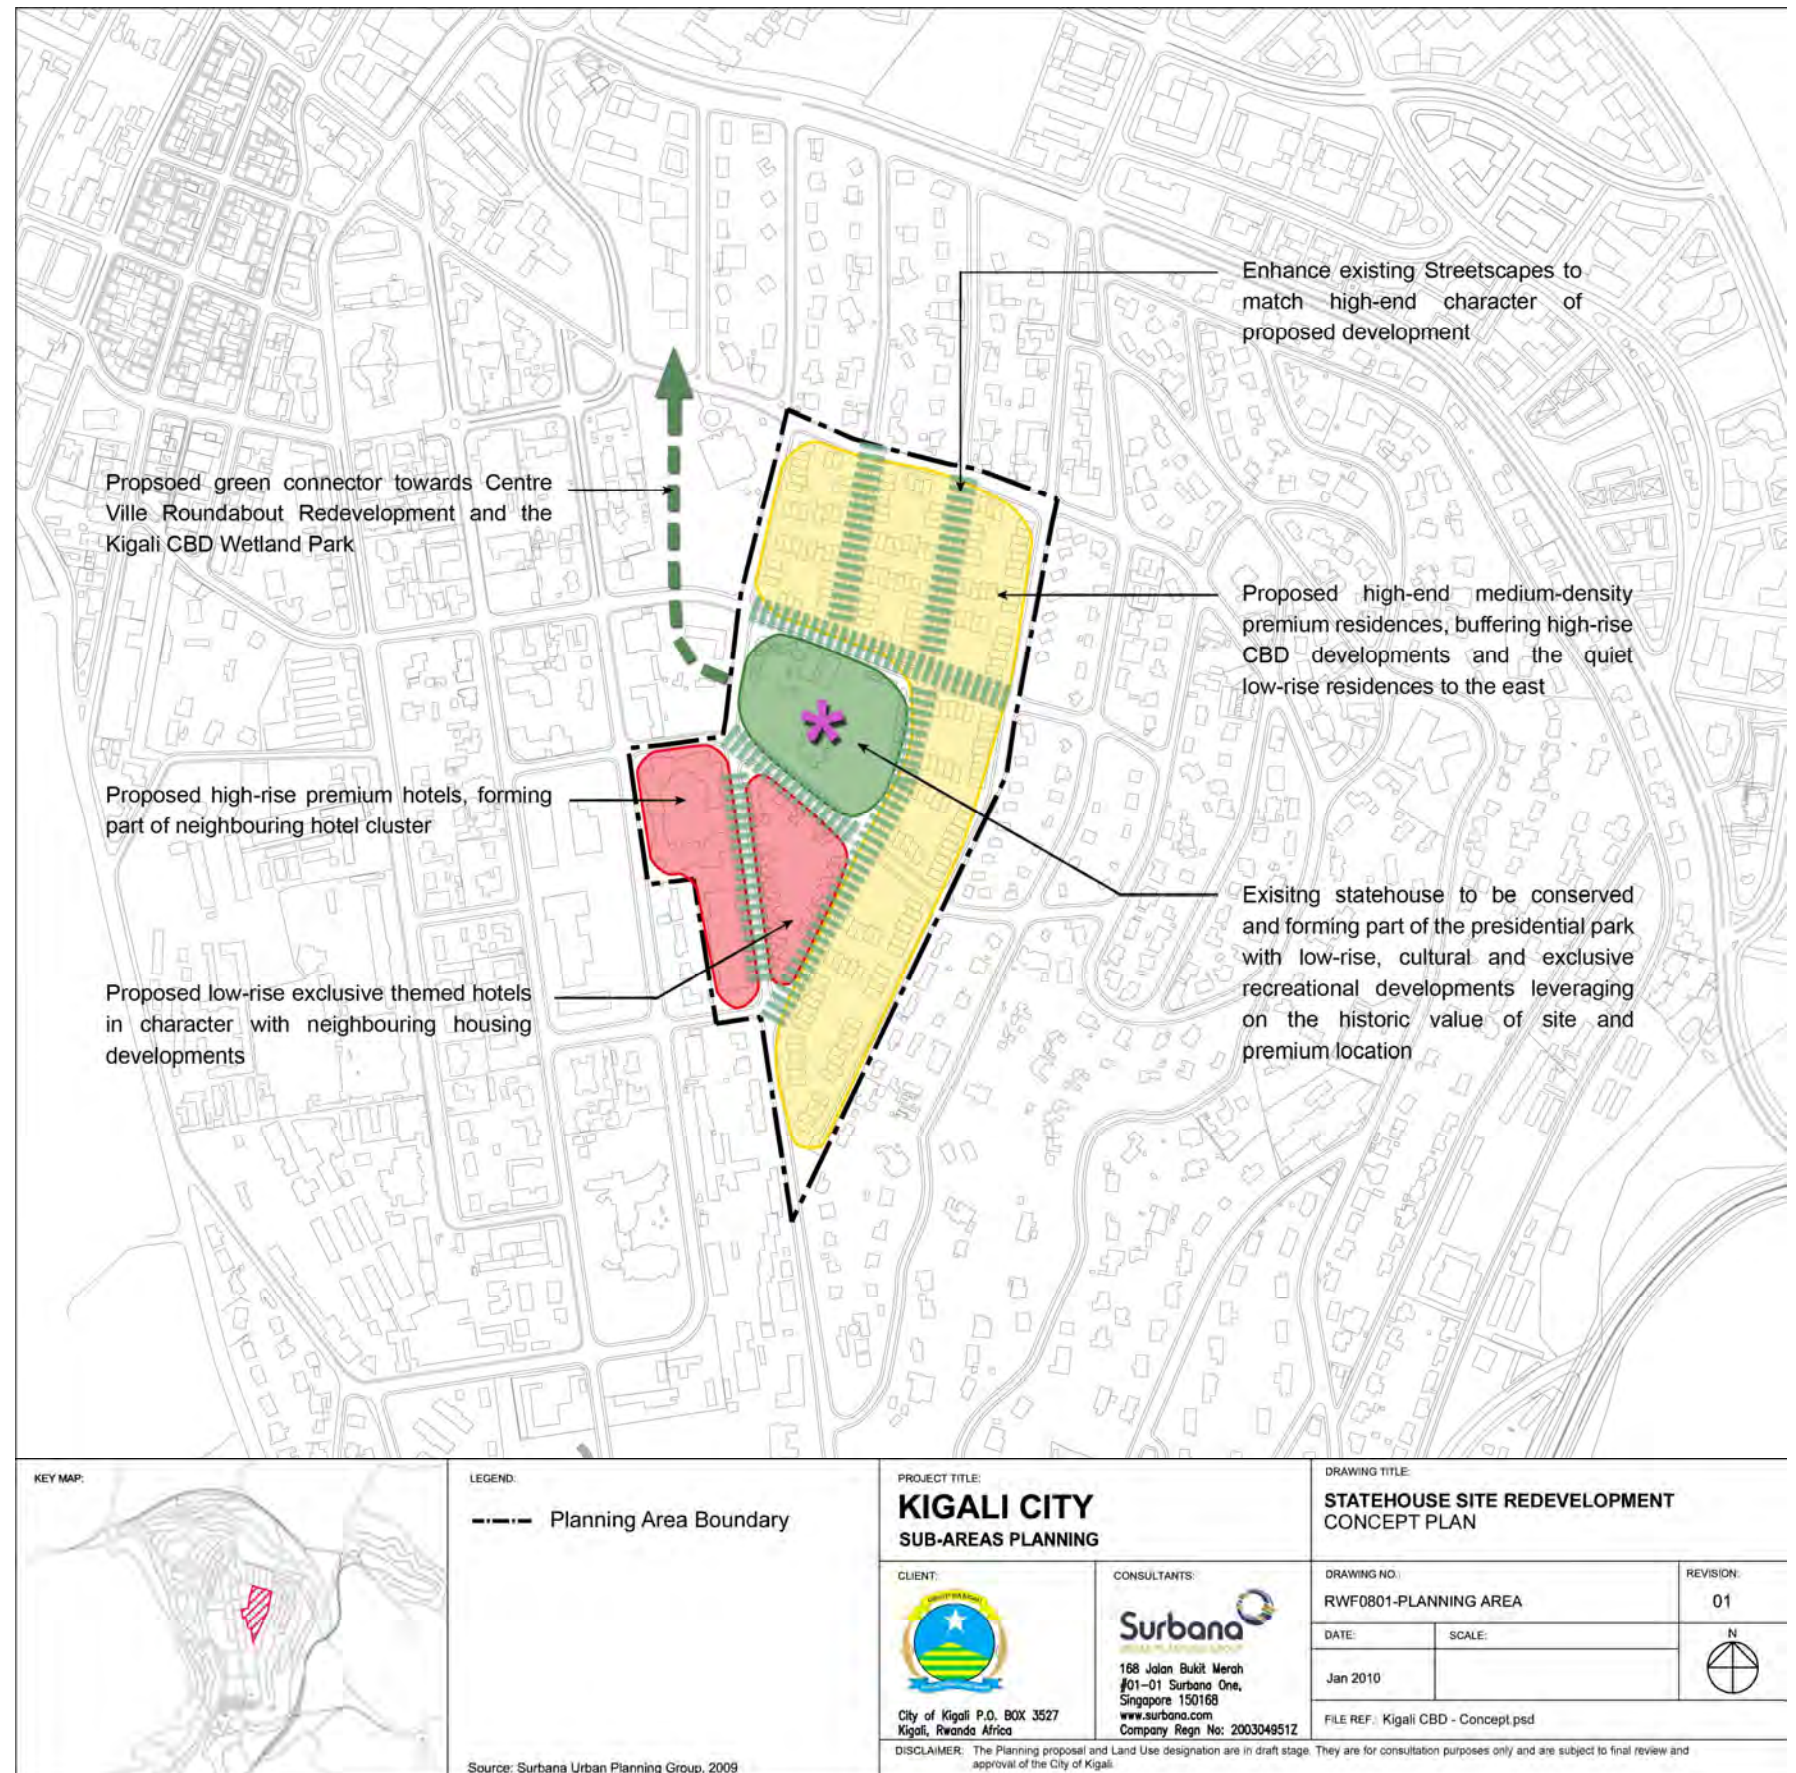 Enhance existing Streetscapes to
match high-end character of
proposed development
Propsoed green connector towards Centre
Ville Roundabout Redevelopment and the
Kigali CBD Wetland Park
Proposed high-end medium-density
premium residences, buffering high-rise
CBD developments and the quiet
low-rise residences to the east
Proposed high-rise premium hotels, forming
part of neighbouring hotel cluster
Exisitng statehouse to be conserved
and forming part of the presidential park
with low-rise, cultural and exclusive
recreational developments leveraging
on the historic value of site and
premium location
Proposed low-rise exclusive themed hotels
in character with neighbouring housing
developments
KEY MAP:
LEGEND:
Planning Area Boundary
Source: Surbana Urban Planning Group, 2009
PROJECT TITLE:
KIGALI CITY
SUB-AREAS PLANNING
CLIENT:
City of Kigali P.O. BOX 3527
Kigali, Rwanda Africa
CONSULTANTS:
Surbana
168 Jalan Bukit Merah
#01-01 Surbana One,
Singapore 150168
www.surbana.com
Company Regn No: 200304951Z
DRAWING TITLE:
STATEHOUSE SITE REDEVELOPMENT
CONCEPT PLAN
DRAWING NO.:
RWF0801-PLANNING AREA
REVISION:
01
DATE:
Jan 2010
SCALE:
N
FILE REF.: Kigali CBD - Concept.psd
DISCLAIMER: The Planning proposal and Land Use designation are in draft stage. They are for consultation purposes only and are subject to final review and
approval of the City of Kigali.